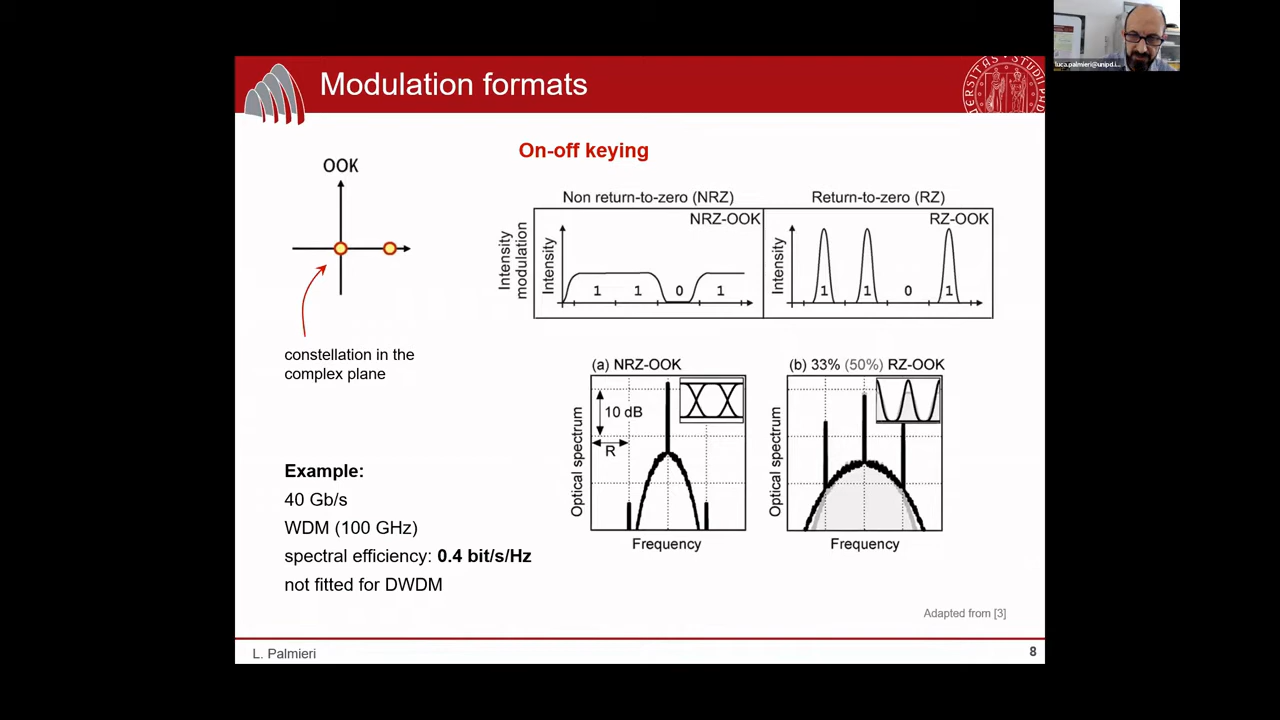 luca.palmieri@unipd.i...
Modulation formats
OOK
constellation in the
complex plane
On-off keying
Non return-to-zero (NRZ)
Return-to-zero (RZ)
Intensity
modulation
NRZ-OOK
Intensity
1 1 0 1
RZ-OOK
Intensity
1 1 0 1
(a) NRZ-OOK
10 dB
R
Optical spectrum
Frequency
(b) 33% (50%) RZ-OOK
Optical spectrum
Frequency
Example:
40 Gb/s
WDM (100 GHz)
spectral efficiency: 0.4 bit/s/Hz
not fitted for DWDM
Adapted from [3]
L. Palmieri
8